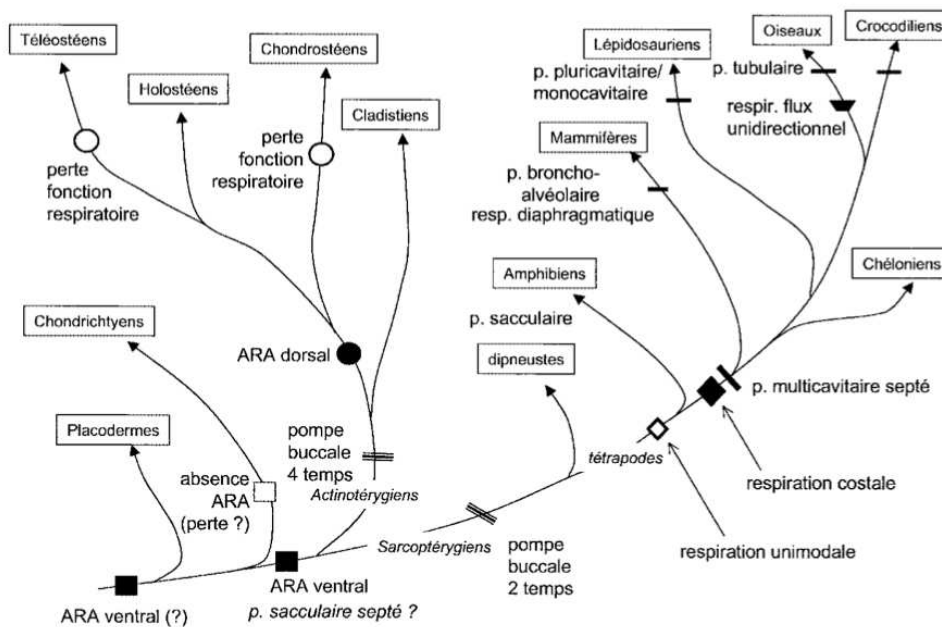 Téléostéens
Holostéens
Chondrostéens
Cladistiens
perte
fonction
respiratoire
perte
fonction
respiratoire
Chondrichtyens
Placodermes
ARA dorsal
absence
ARA
(perte ?)
pompe
buccale
4 temps
Actinotérygiens
Sarcoptérygiens
ARA ventral (?)
ARA ventral
p. sacculaire septé ?
pompe
buccale
2 temps
Lépidosauriens
Oiseaux
Crocodiliens
p. pluricavitaire/
monocavitaire
p. tubulaire
respir. flux
unidirectionnel
Mammifères
p. broncho-
alvéolaire
resp. diaphragmatique
Amphibiens
p. sacculaire
dipneustes
Chéloniens
p. multicavitaire septé
tétrapodes
respiration costale
respiration unimodale